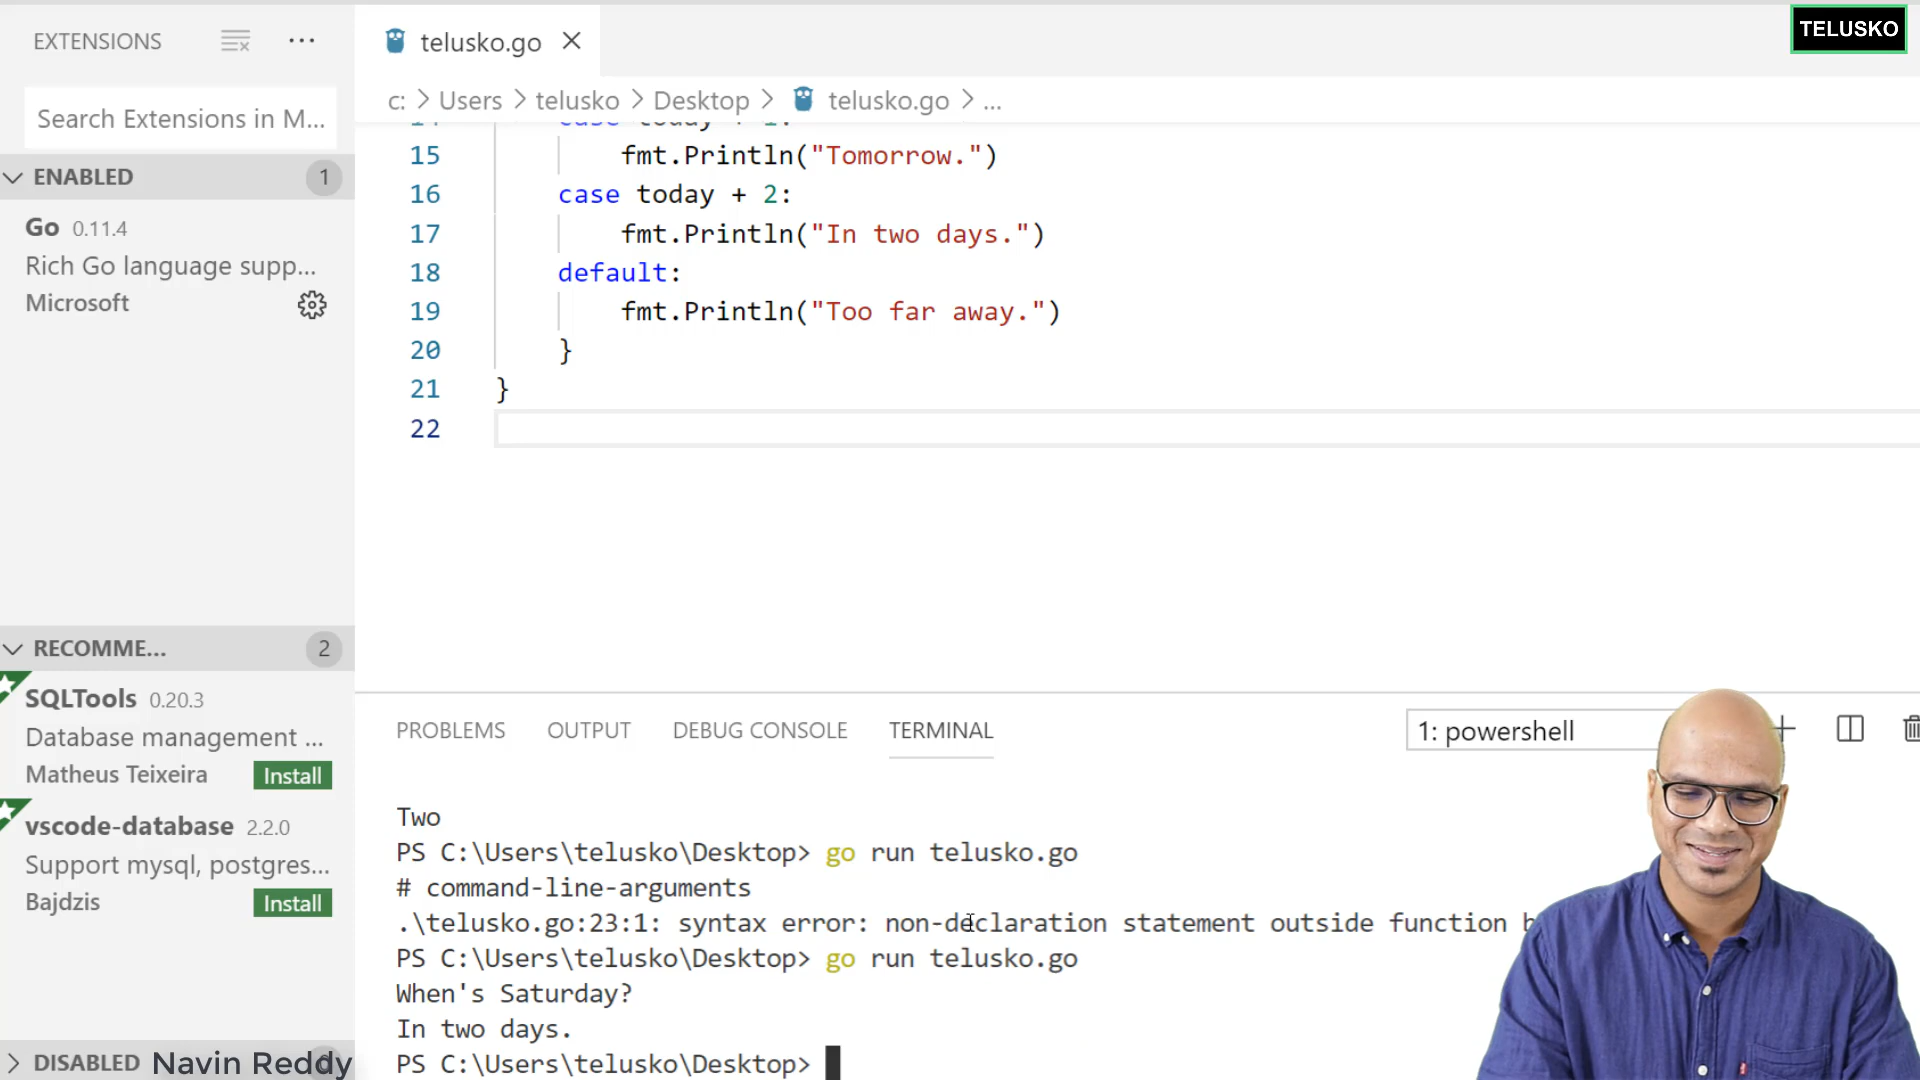 EXTENSIONS
Search Extensions in M...
ENABLED 1
Go 0.11.4
Rich Go language supp...
Microsoft
RECOMME... 2
SQLTools 0.20.3
Database management ...
Matheus Teixeira Install
vscode-database 2.2.0
Support mysql, postgres...
Bajdzis Install
DISABLED
Navin Reddy
telusko.go
TELUSKO
c: > Users > telusko > Desktop > telusko.go > ...
14 case today + 1:
15 fmt.Println("Tomorrow.")
16 case today + 2:
17 fmt.Println("In two days.")
18 default:
19 fmt.Println("Too far away.")
20 }
21 }
22
PROBLEMS OUTPUT DEBUG CONSOLE TERMINAL 1: powershell
Two
PS C:\Users\telusko\Desktop> go run telusko.go
# command-line-arguments
.\telusko.go:23:1: syntax error: non-declaration statement outside function
PS C:\Users\telusko\Desktop> go run telusko.go
When's Saturday?
In two days.
PS C:\Users\telusko\Desktop>